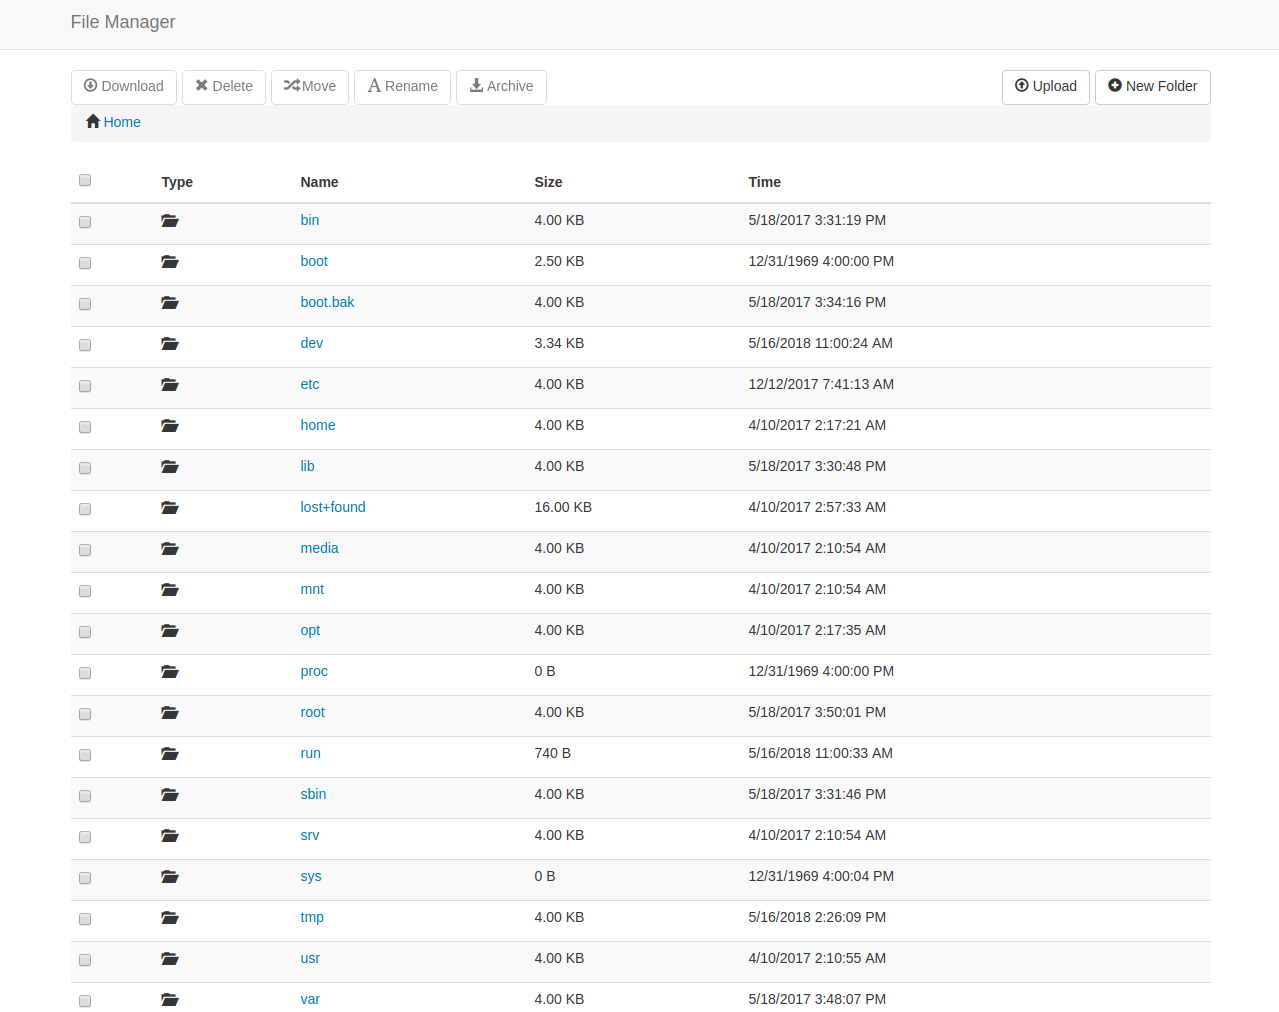 File Manager
Download Delete Move Rename Archive Upload New Folder
Home
Type Name Size Time
bin 4.00 KB 5/18/2017 3:31:19 PM
boot 2.50 KB 12/31/1969 4:00:00 PM
boot.bak 4.00 KB 5/18/2017 3:34:16 PM
dev 3.34 KB 5/16/2018 11:00:24 AM
etc 4.00 KB 12/12/2017 7:41:13 AM
home 4.00 KB 4/10/2017 2:17:21 AM
lib 4.00 KB 5/18/2017 3:30:48 PM
lost+found 16.00 KB 4/10/2017 2:57:33 AM
media 4.00 KB 4/10/2017 2:10:54 AM
mnt 4.00 KB 4/10/2017 2:10:54 AM
opt 4.00 KB 4/10/2017 2:17:35 AM
proc 0 B 12/31/1969 4:00:00 PM
root 4.00 KB 5/18/2017 3:50:01 PM
run 740 B 5/16/2018 11:00:33 AM
sbin 4.00 KB 5/18/2017 3:31:46 PM
srv 4.00 KB 4/10/2017 2:10:54 AM
sys 0 B 12/31/1969 4:00:04 PM
tmp 4.00 KB 5/16/2018 2:26:09 PM
usr 4.00 KB 4/10/2017 2:10:55 AM
var 4.00 KB 5/18/2017 3:48:07 PM